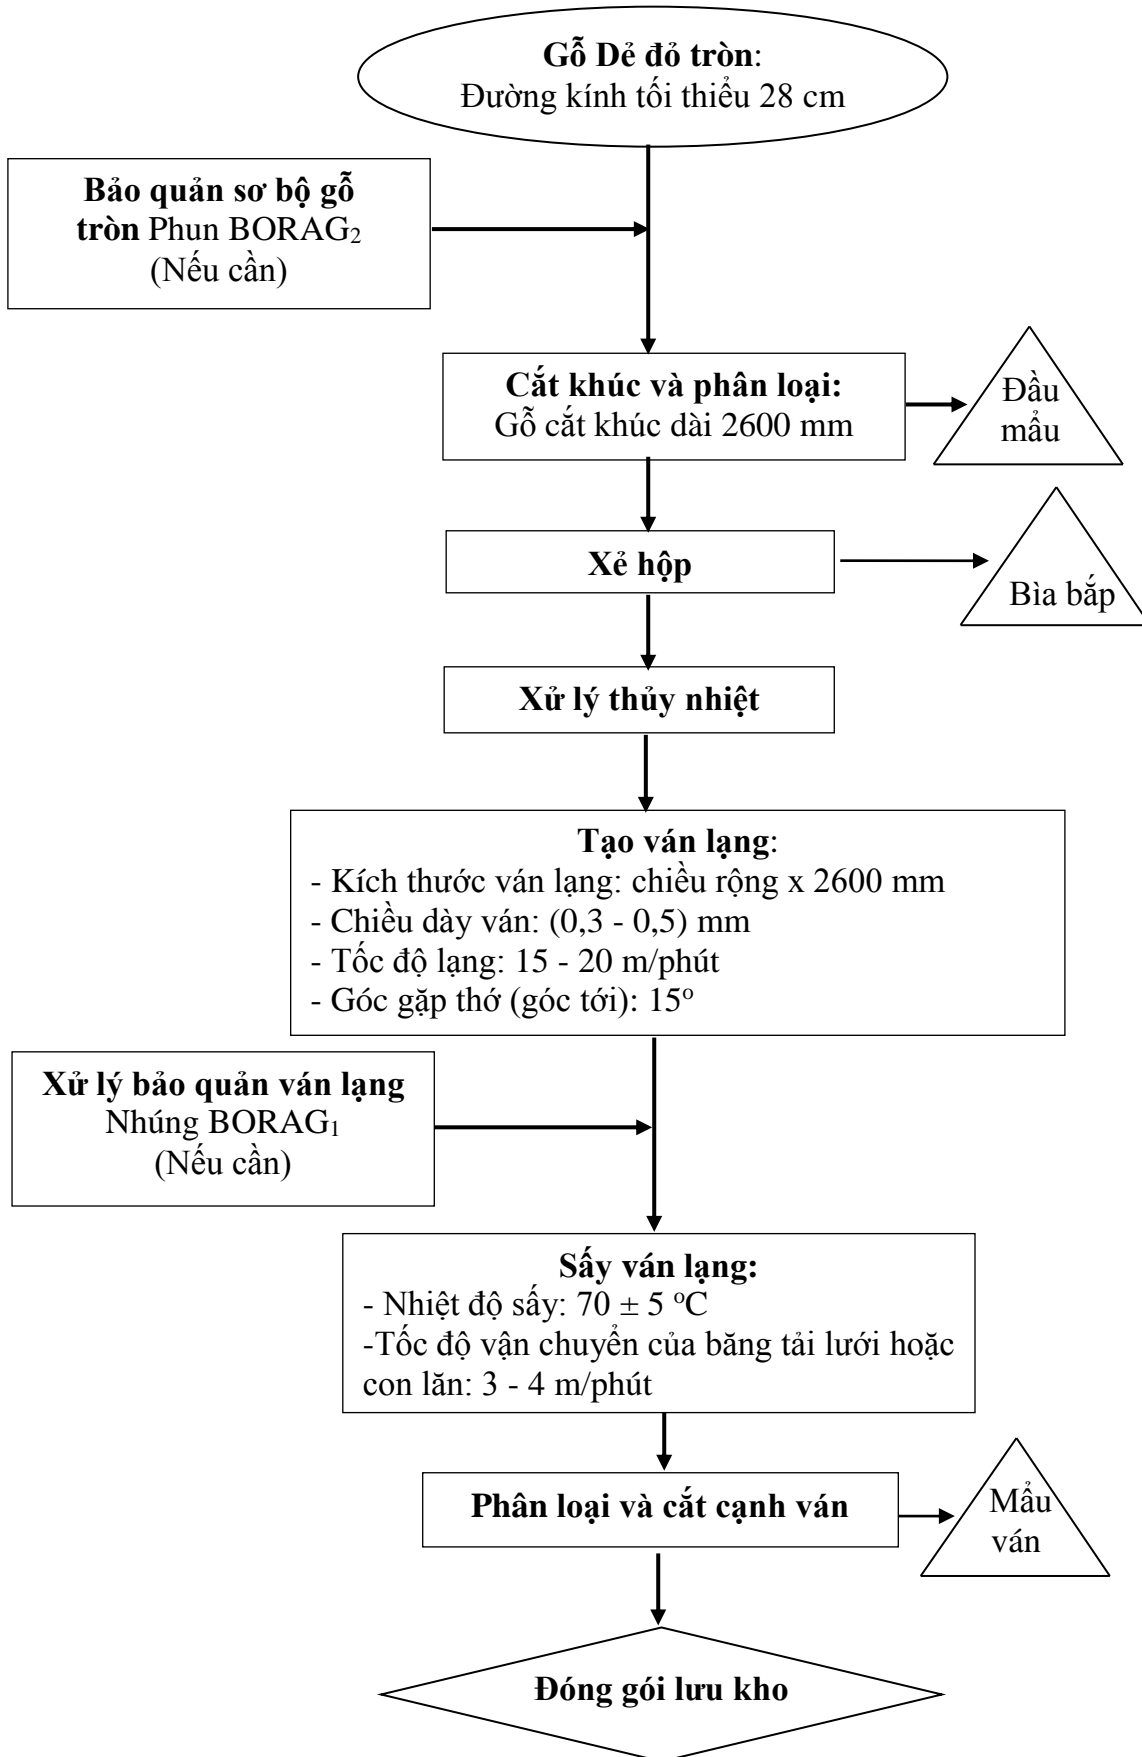 Gỗ Dẻ đỏ tròn:
Đường kính tối thiểu 28 cm
Bảo quản sơ bộ gỗ
tròn Phun BORAG₂
(Nếu cần)
Cắt khúc và phân loại:
Gỗ cắt khúc dài 2600 mm
Đầu
mẩu
Xẻ hộp
Bìa bắp
Xử lý thủy nhiệt
Tạo ván lạng:
- Kích thước ván lạng: chiều rộng x 2600 mm
- Chiều dày ván: (0,3 - 0,5) mm
- Tốc độ lạng: 15 - 20 m/phút
- Góc gặp thớ (góc tới): 15ᵒ
Xử lý bảo quản ván lạng
Nhúng BORAG₁
(Nếu cần)
Sấy ván lạng:
- Nhiệt độ sấy: 70 ± 5 ᵒC
-Tốc độ vận chuyển của băng tải lưới hoặc
con lăn: 3 - 4 m/phút
Phân loại và cắt cạnh ván
Mẩu
ván
Đóng gói lưu kho